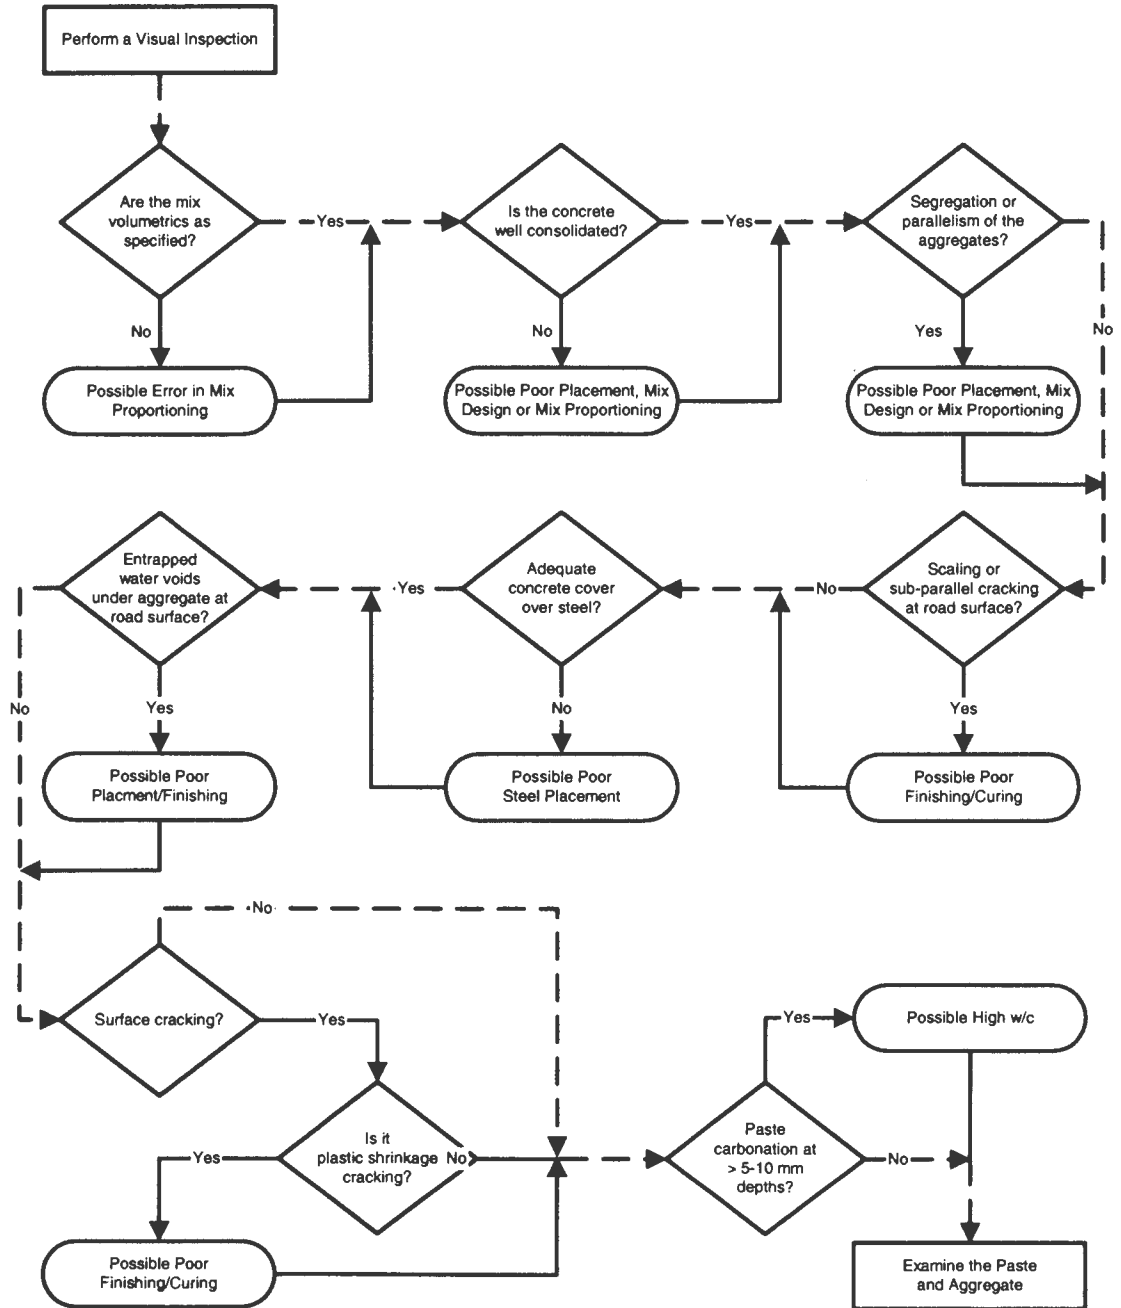 Perform a Visual Inspection
Are the mix
volumetrics as
specified?
Yes
Is the concrete
well consolidated?
Yes
Segregation or
parallelism of the
aggregates?
No
No
No
Yes
Possible Error in Mix
Proportioning
Possible Poor Placement, Mix
Design or Mix Proportioning
Possible Poor Placement, Mix
Design or Mix Proportioning
Entrapped
water voids
under aggregate at
road surface?
Yes
Adequate
concrete cover
over steel?
No
Scaling or
sub-parallel cracking
at road surface?
No
Yes
No
Yes
Possible Poor
Placment/Finishing
Possible Poor
Steel Placement
Possible Poor
Finishing/Curing
No
Surface cracking?
Yes
Yes
Possible High w/c
Yes
Is it
plastic shrinkage
cracking?
No
Paste
carbonation at
> 5-10 mm
depths?
No
Possible Poor
Finishing/Curing
Examine the Paste
and Aggregate